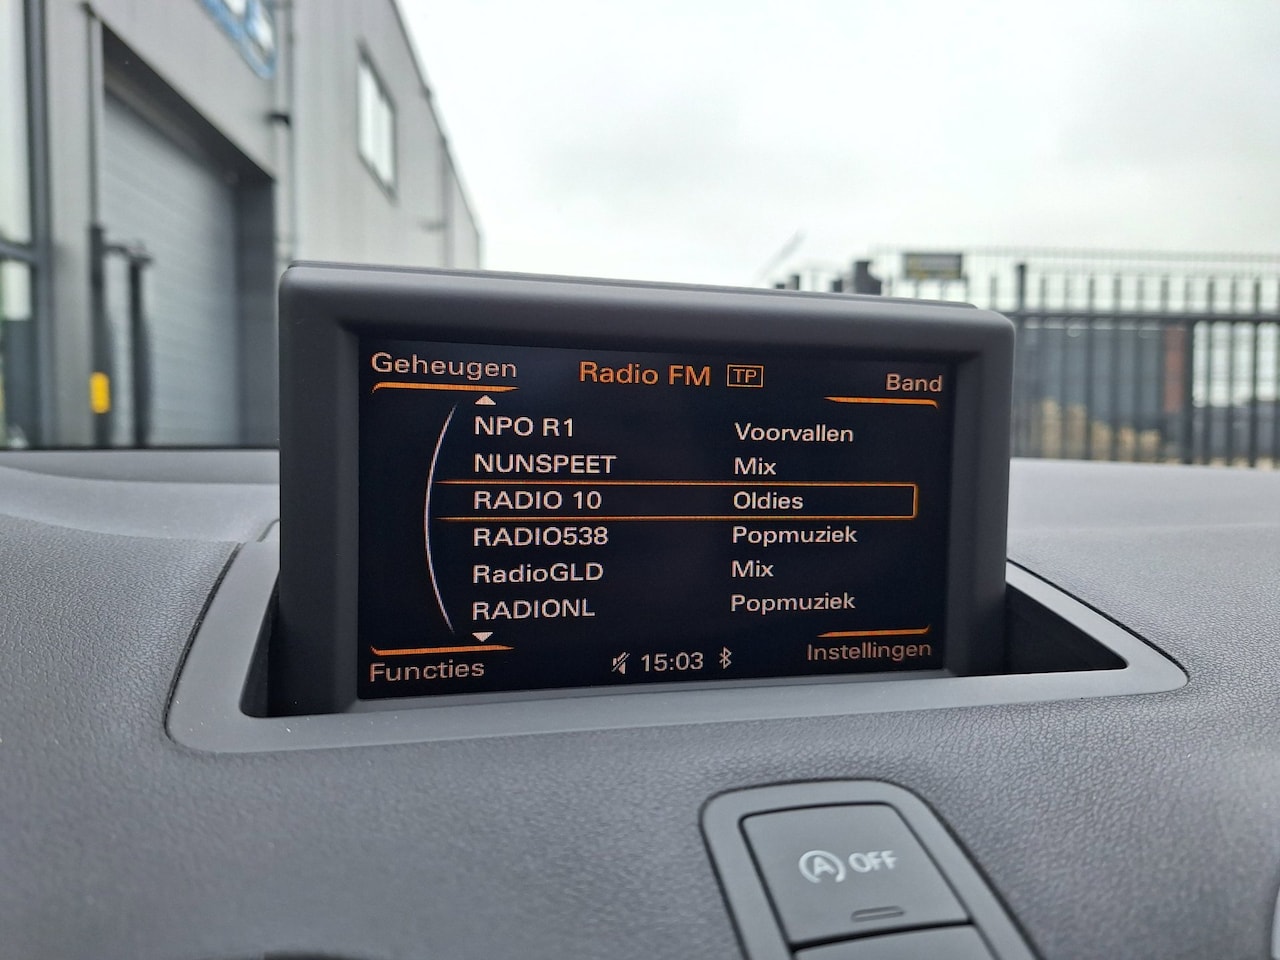 Geheugen Radio FM TP Band
NPO R1 Voorvallen
NUNSPEET Mix
RADIO 10 Oldies
RADIO538 Popmuziek
RadioGLD Mix
RADIONL Popmuziek
Functies 15:03 Instellingen
A OFF